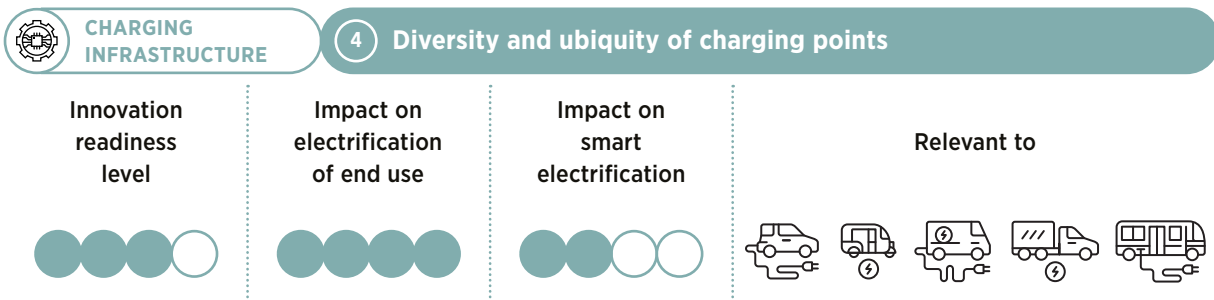 CHARGING
INFRASTRUCTURE
4 Diversity and ubiquity of charging points
Innovation
readiness
level
Impact on
electrification
of end use
Impact on
smart
electrification
Relevant to